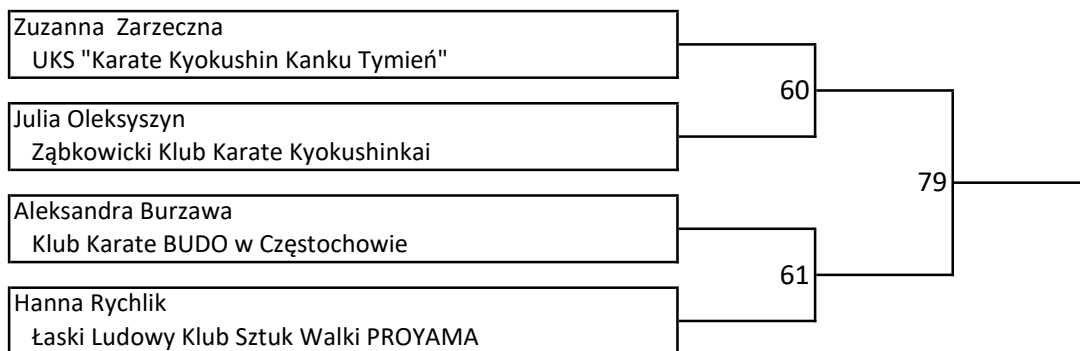 Zuzanna  Zarzeczna
UKS "Karate Kyokushin Kanku Tymień"
60
Julia Oleksyszyn
Ząbkowicki Klub Karate Kyokushinkai
79
Aleksandra Burzawa
Klub Karate BUDO w Częstochowie
61
Hanna Rychlik
Łaski Ludowy Klub Sztuk Walki PROYAMA